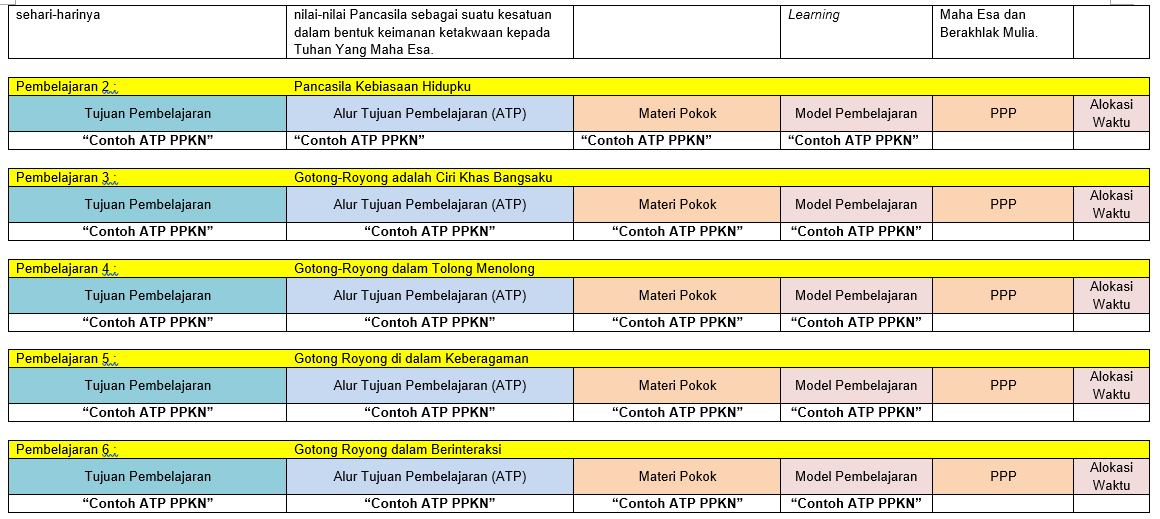 sehari-harinya
nilai-nilai Pancasila sebagai suatu kesatuan
dalam bentuk keimanan ketakwaan kepada
Tuhan Yang Maha Esa.
Learning
Maha Esa dan
Berakhlak Mulia.
Pembelajaran 2 : Pancasila Kebiasaan Hidupku
Tujuan Pembelajaran Alur Tujuan Pembelajaran (ATP) Materi Pokok Model Pembelajaran PPP Alokasi
Waktu
“Contoh ATP PPKN” “Contoh ATP PPKN” “Contoh ATP PPKN” “Contoh ATP PPKN”
Pembelajaran 3 : Gotong-Royong adalah Ciri Khas Bangsaku
Tujuan Pembelajaran Alur Tujuan Pembelajaran (ATP) Materi Pokok Model Pembelajaran PPP Alokasi
Waktu
“Contoh ATP PPKN” “Contoh ATP PPKN” “Contoh ATP PPKN” “Contoh ATP PPKN”
Pembelajaran 4 : Gotong-Royong dalam Tolong Menolong
Tujuan Pembelajaran Alur Tujuan Pembelajaran (ATP) Materi Pokok Model Pembelajaran PPP Alokasi
Waktu
“Contoh ATP PPKN” “Contoh ATP PPKN” “Contoh ATP PPKN” “Contoh ATP PPKN”
Pembelajaran 5 : Gotong Royong di dalam Keberagaman
Tujuan Pembelajaran Alur Tujuan Pembelajaran (ATP) Materi Pokok Model Pembelajaran PPP Alokasi
Waktu
“Contoh ATP PPKN” “Contoh ATP PPKN” “Contoh ATP PPKN” “Contoh ATP PPKN”
Pembelajaran 6 : Gotong Royong dalam Berinteraksi
Tujuan Pembelajaran Alur Tujuan Pembelajaran (ATP) Materi Pokok Model Pembelajaran PPP Alokasi
Waktu
“Contoh ATP PPKN” “Contoh ATP PPKN” “Contoh ATP PPKN” “Contoh ATP PPKN”